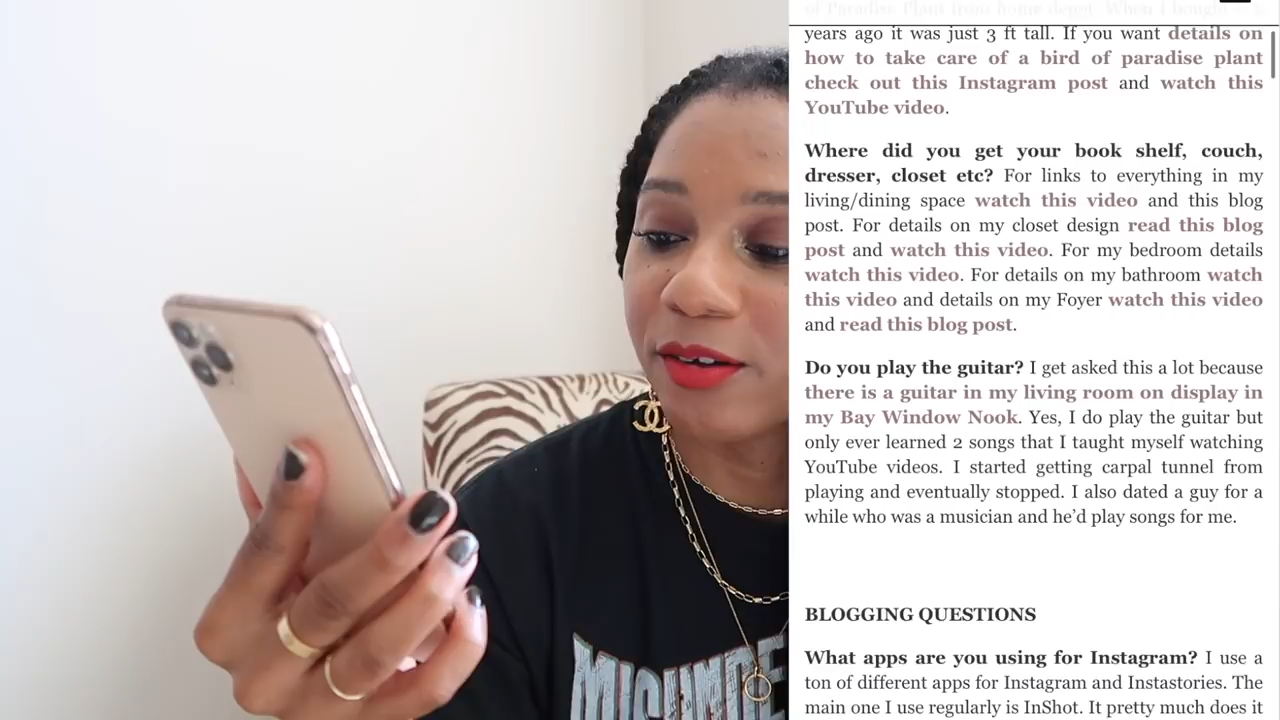 of Paradise Plant from home depot. When I bought it 2
years ago it was just 3 ft tall. If you want details on
how to take care of a bird of paradise plant
check out this Instagram post and watch this
YouTube video.
Where did you get your book shelf, couch,
dresser, closet etc? For links to everything in my
living/dining space watch this video and this blog
post. For details on my closet design read this blog
post and watch this video. For my bedroom details
watch this video. For details on my bathroom watch
this video and details on my Foyer watch this video
and read this blog post.
Do you play the guitar? I get asked this a lot because
there is a guitar in my living room on display in
my Bay Window Nook. Yes, I do play the guitar but
only ever learned 2 songs that I taught myself watching
YouTube videos. I started getting carpal tunnel from
playing and eventually stopped. I also dated a guy for a
while who was a musician and he’d play songs for me.
BLOGGING QUESTIONS
What apps are you using for Instagram? I use a
ton of different apps for Instagram and Instastories. The
main one I use regularly is InShot. It pretty much does it